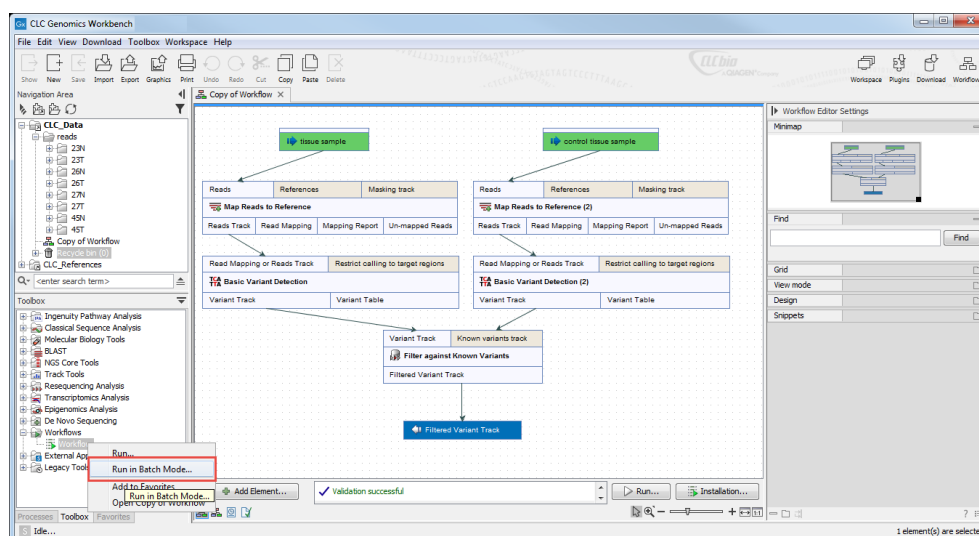 CLC Genomics Workbench
File Edit View Download Toolbox Workspace Help
Show New Save Import Export Graphics Print Undo Redo Cut Copy Paste Delete
CLCbio
Workspace Plugins Download Workflow
Navigation Area
Copy of Workflow
CLC_Data
reads
23N
23T
26N
26T
27N
27T
45N
45T
Copy of Workflow
Recycle bin (0)
CLC_References
<enter search term>
Toolbox
Ingenuity Pathway Analysis
Classical Sequence Analysis
Molecular Biology Tools
BLAST
NGS Core Tools
Track Tools
Resequencing Analysis
Transcriptomics Analysis
Epigenomics Analysis
De Novo Sequencing
Workflows
Workflow
External App
Legacy Tools
Run...
Run in Batch Mode...
Add to Favorites
Run in Batch Mode...
Open Copy of Workflow
Processes Toolbox Favorites
Idle...
tissue sample
control tissue sample
Reads References Masking track
Map Reads to Reference
Reads Track Read Mapping Mapping Report Un-mapped Reads
Reads References Masking track
Map Reads to Reference (2)
Reads Track Read Mapping Mapping Report Un-mapped Reads
Read Mapping or Reads Track Restrict calling to target regions
Basic Variant Detection
Variant Track Variant Table
Read Mapping or Reads Track Restrict calling to target regions
Basic Variant Detection (2)
Variant Track Variant Table
Variant Track Known variants track
Filter against Known Variants
Filtered Variant Track
Filtered Variant Track
Add Element...
Validation successful
Run...
Installation...
Workflow Editor Settings
Minimap
Find
Find
Grid
View mode
Design
Snippets
1 element(s) are selecte